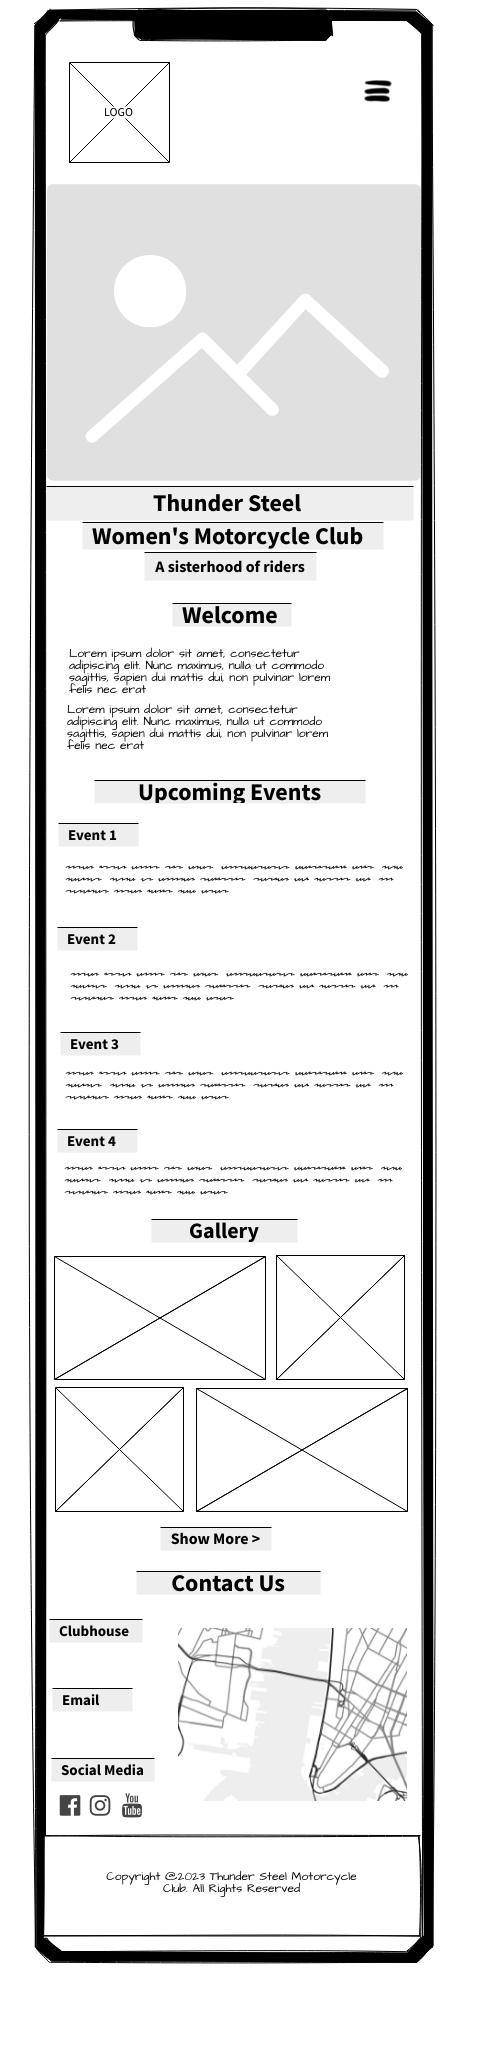 LOGO
Thunder Steel
Women's Motorcycle Club
A sisterhood of riders
Welcome
Lorem ipsum dolor sit amet, consectetur
adipiscing elit. Nunc maximus, nulla ut commodo
sagittis, sapien dui mattis dui, non pulvinar lorem
felis nec erat
Lorem ipsum dolor sit amet, consectetur
adipiscing elit. Nunc maximus, nulla ut commodo
sagittis, sapien dui mattis dui, non pulvinar lorem
felis nec erat
Upcoming Events
Event 1
Event 2
Event 3
Event 4
Gallery
Show More >
Contact Us
Clubhouse
Email
Social Media
You
Tube
Copyright @2023 Thunder Steel Motorcycle
Club. All Rights Reserved